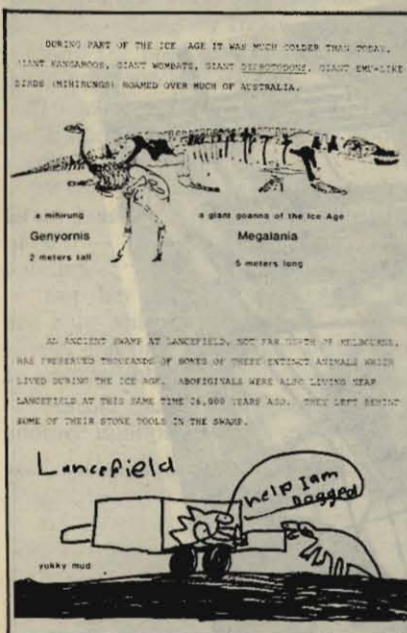 DURING PART OF THE ICE AGE IT WAS MUCH COLDER THAN TODAY.
GIANT KANGAROOS, GIANT WOMBATS, GIANT DIPROTODONS, GIANT EMU-LIKE
BIRDS (MIHIRUNGS) ROAMED OVER MUCH OF AUSTRALIA.
a mihirung
Genyornis
2 meters tall
a giant goanna of the Ice Age
Megalania
5 meters long
AN ANCIENT SWAMP AT LANCEFIELD, NOT FAR NORTH OF MELBOURNE,
HAS PRESERVED THOUSANDS OF BONES OF THESE EXTINCT ANIMALS WHICH
LIVED DURING THE ICE AGE. ABORIGINALS WERE ALSO LIVING NEAR
LANCEFIELD AT THIS SAME TIME 26,000 YEARS AGO. THEY LEFT BEHIND
SOME OF THEIR STONE TOOLS IN THE SWAMP.
Lancefield
help I am
bogged
yukky mud